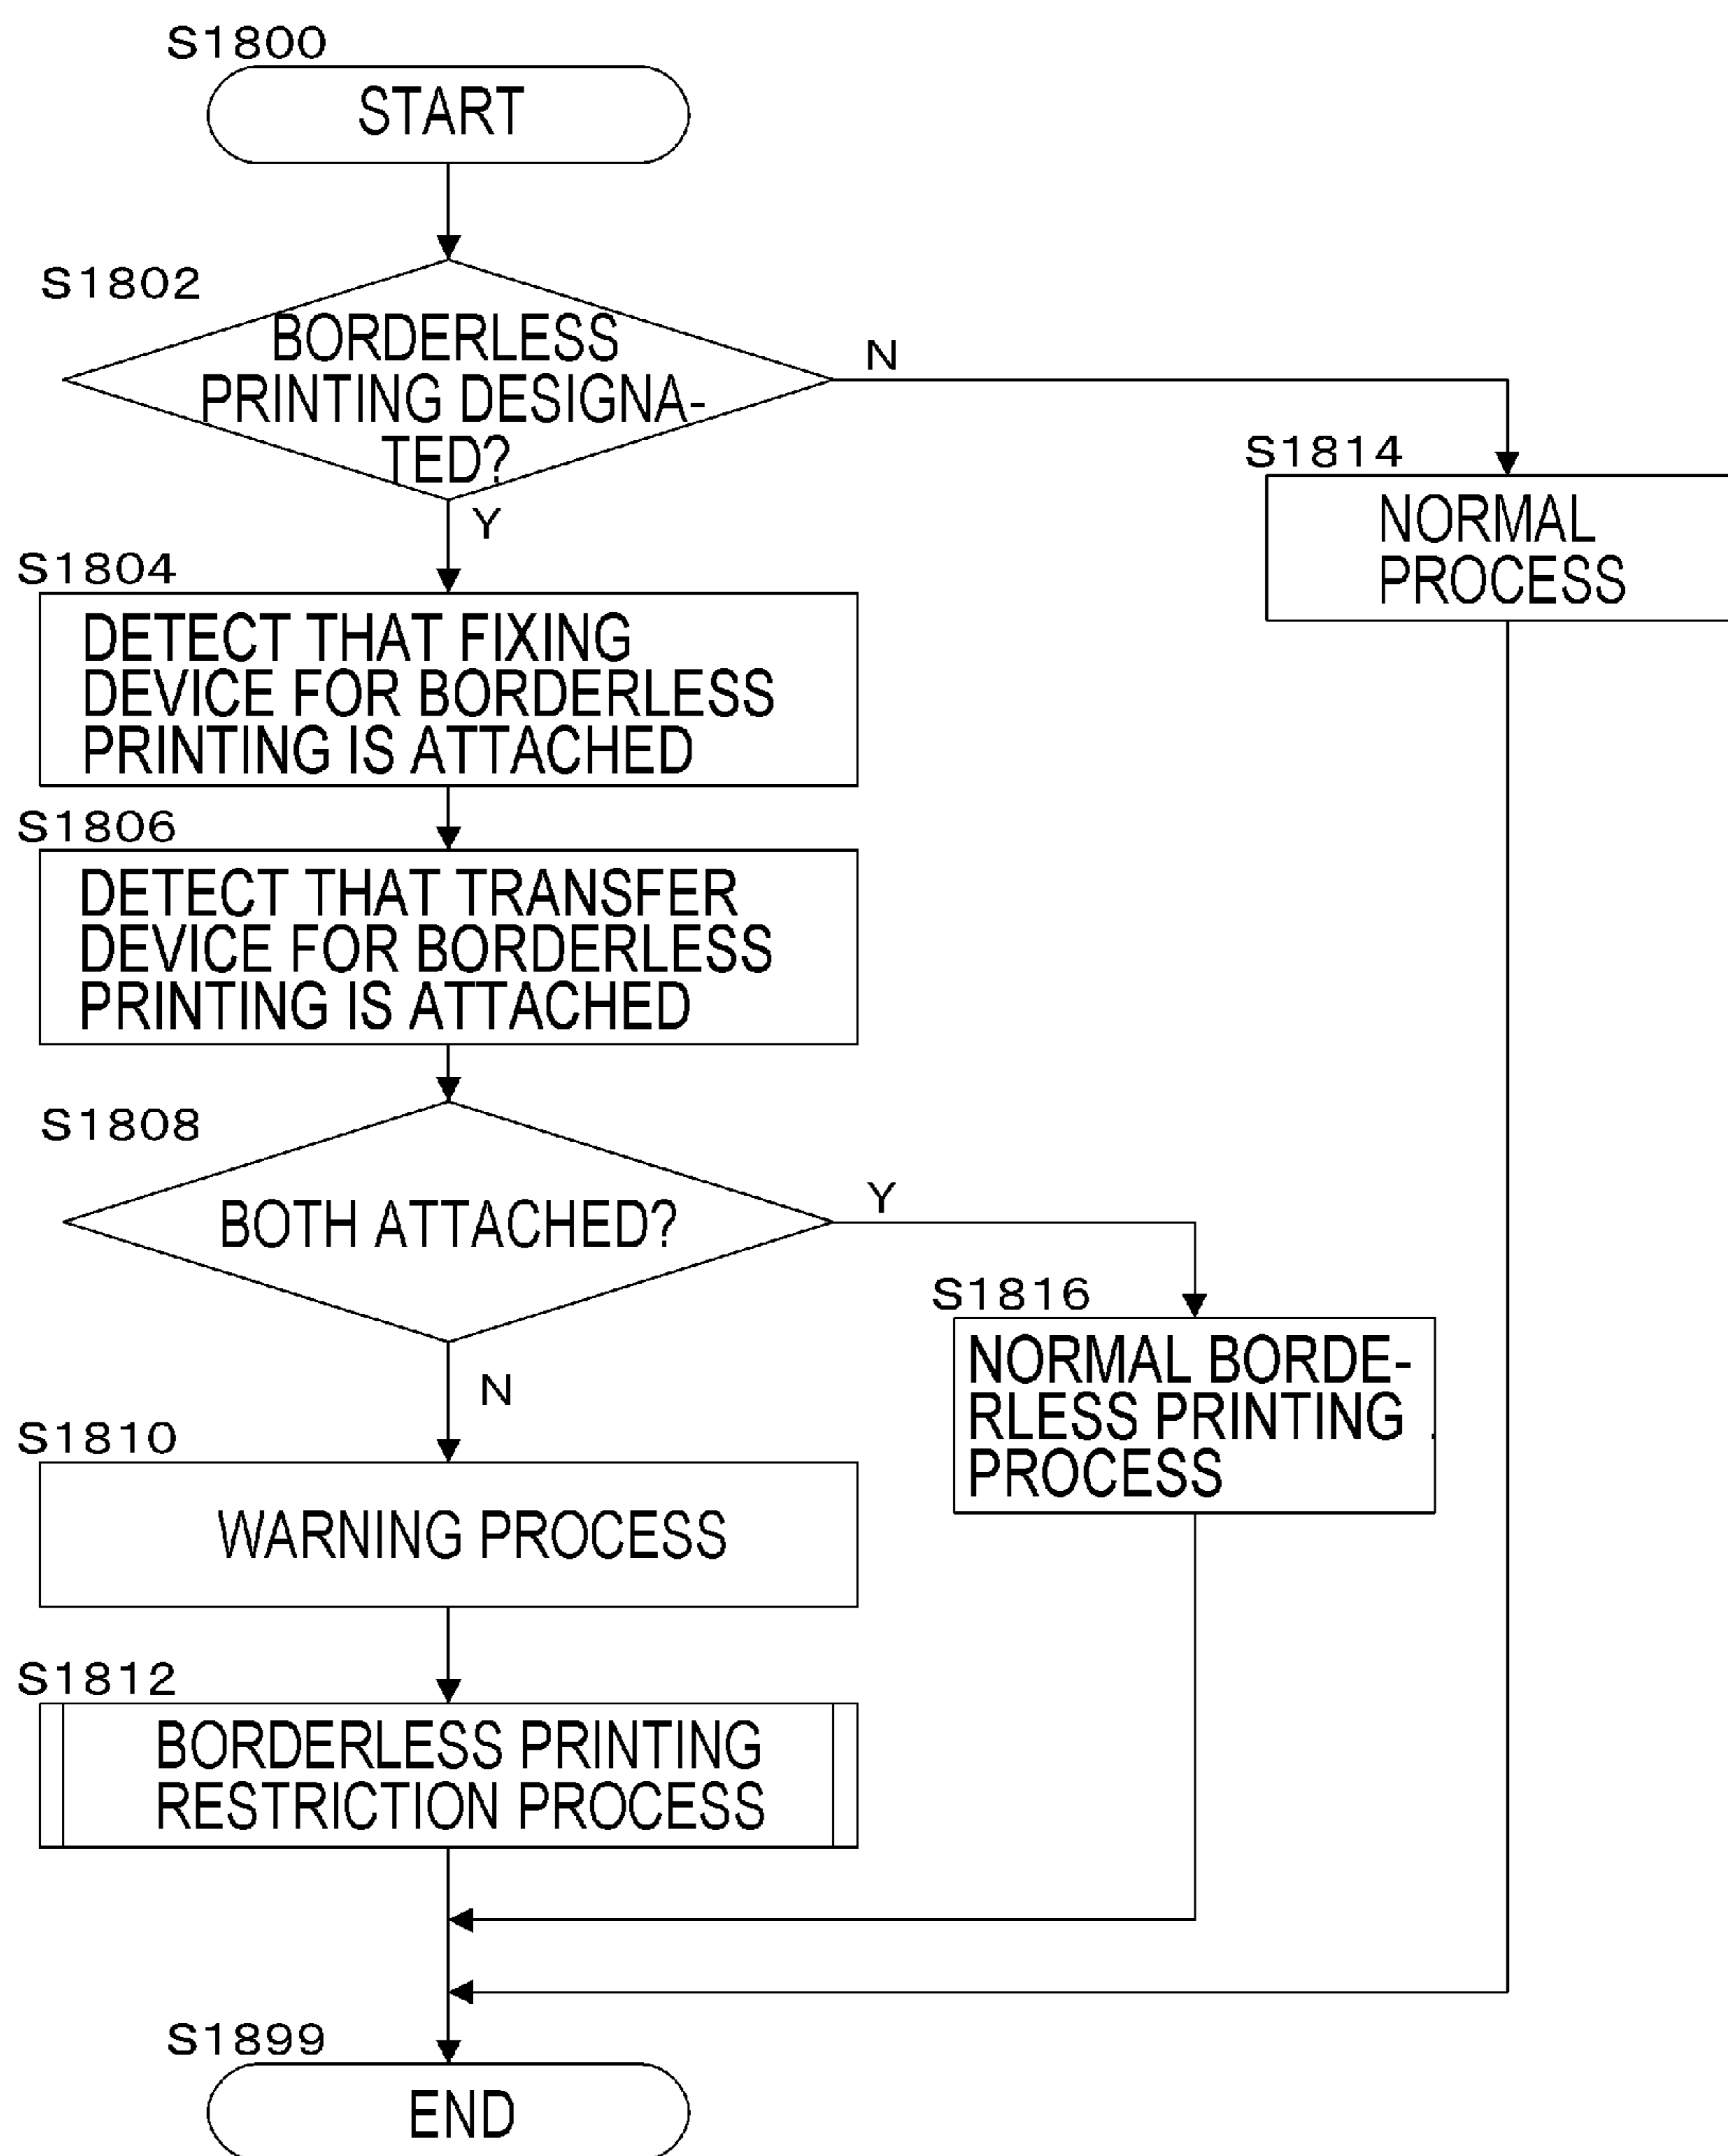 S1800
START
S1802
BORDERLESS
PRINTING DESIGNA-
TED?
N
Y
S1814
NORMAL
PROCESS
S1804
DETECT THAT FIXING
DEVICE FOR BORDERLESS
PRINTING IS ATTACHED
S1806
DETECT THAT TRANSFER
DEVICE FOR BORDERLESS
PRINTING IS ATTACHED
S1808
BOTH ATTACHED?
Y
N
S1816
NORMAL BORDE-
RLESS PRINTING
PROCESS
S1810
WARNING PROCESS
S1812
BORDERLESS PRINTING
RESTRICTION PROCESS
S1899
END